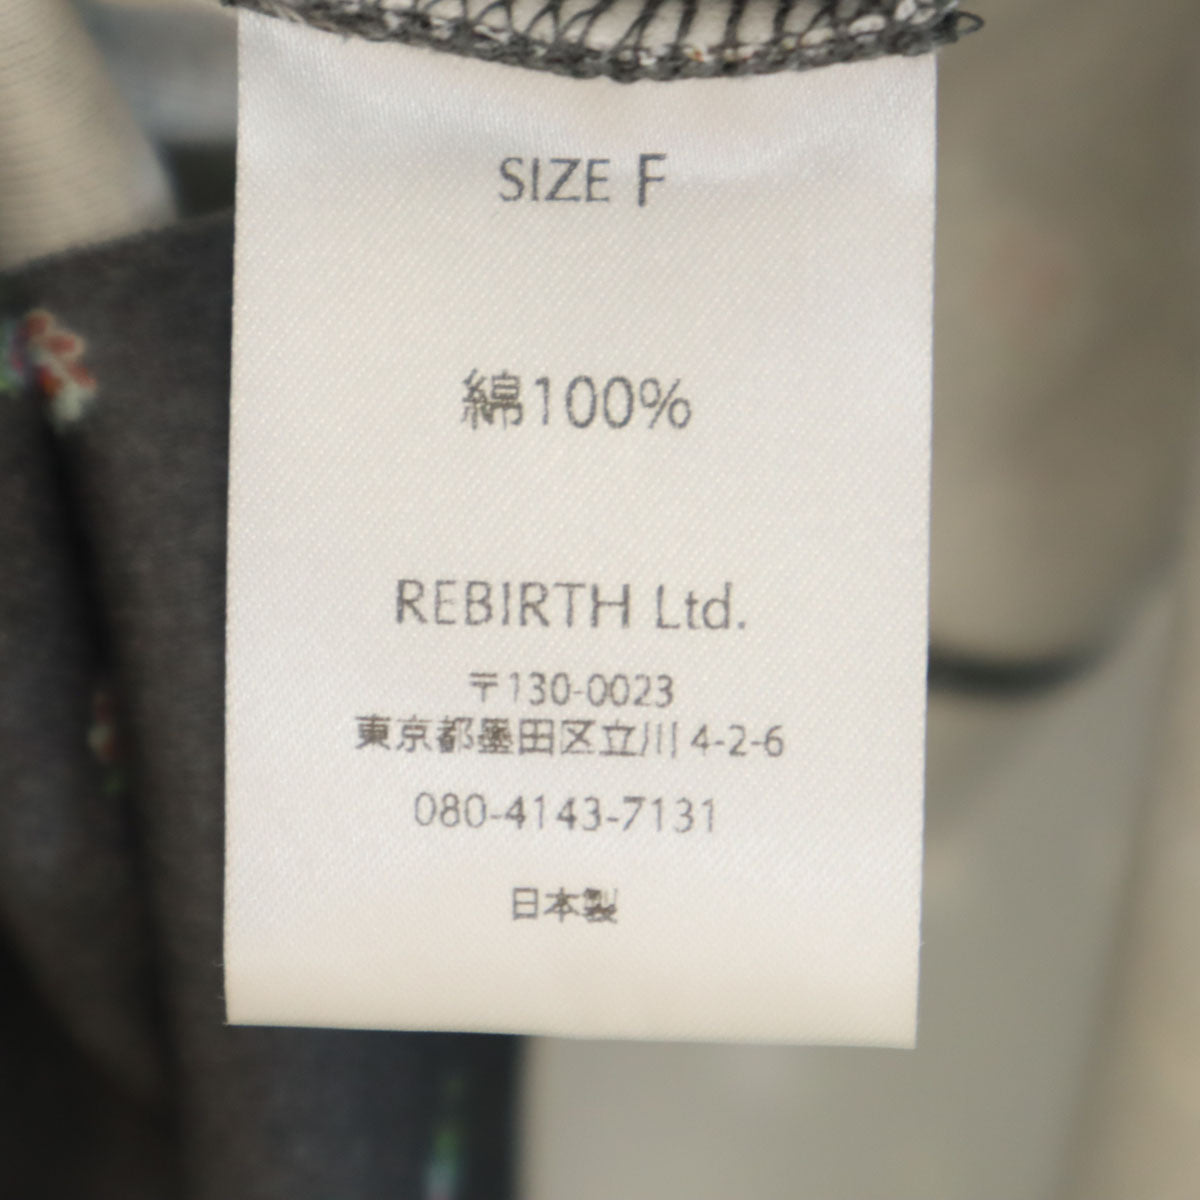 SIZE F
綿100%
REBIRTH Ltd.
〒130-0023
東京都墨田区立川 4-2-6
080-4143-7131
日本製